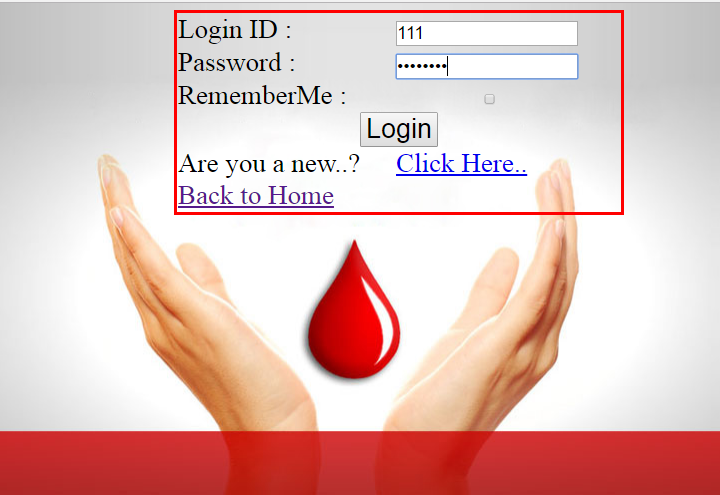 Login ID : 111
Password : ••••••••
RememberMe :
Login
Are you a new..? Click Here..
Back to Home